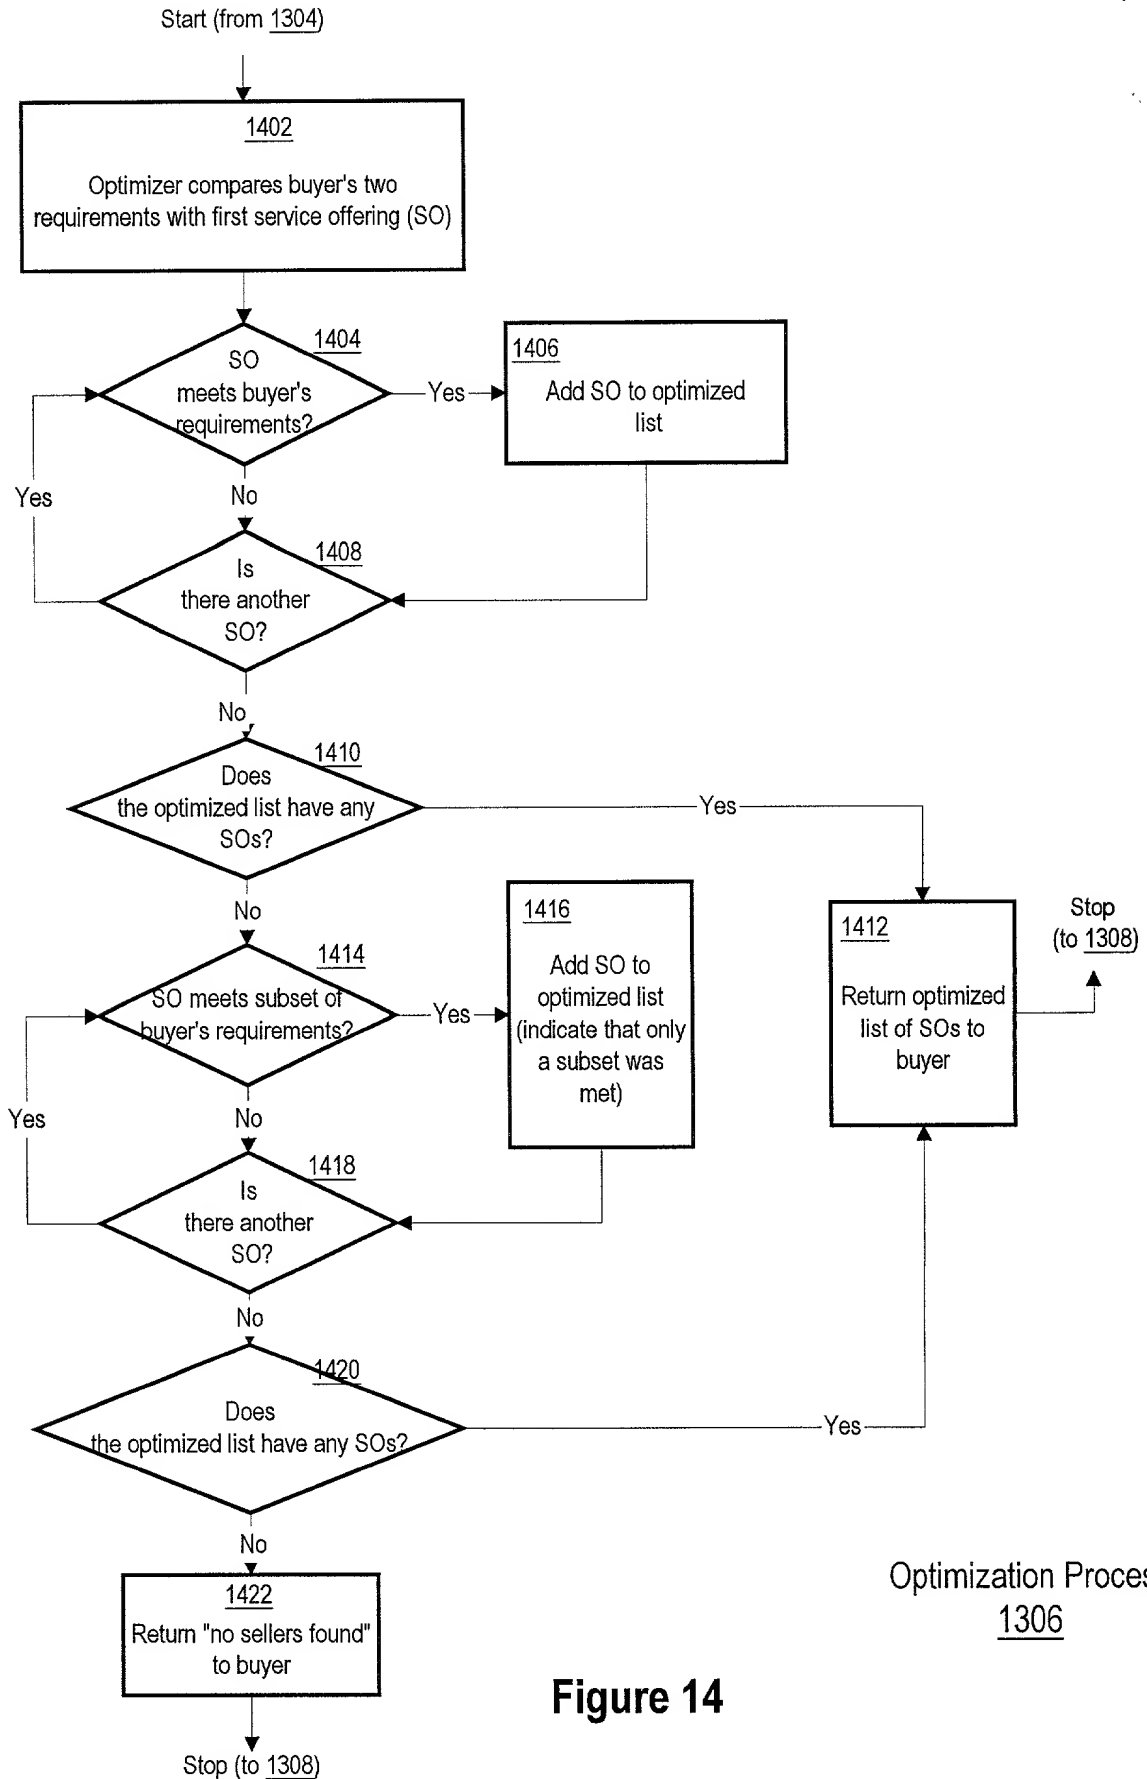 Start (from 1304)
1402
Optimizer compares buyer's two
requirements with first service offering (SO)
1404
SO
meets buyer's
requirements?
Yes
1406
Add SO to optimized
list
Yes
No
1408
Is
there another
SO?
No
1410
Does
the optimized list have any
SOs?
Yes
No
1414
SO meets subset of
buyer's requirements?
Yes
1416
Add SO to
optimized list
(indicate that only
a subset was
met)
1412
Return optimized
list of SOs to
buyer
Stop
(to 1308)
Yes
No
1418
Is
there another
SO?
No
1420
Does
the optimized list have any SOs?
Yes
No
1422
Return "no sellers found"
to buyer
Stop (to 1308)
Optimization Proces
1306
Figure 14